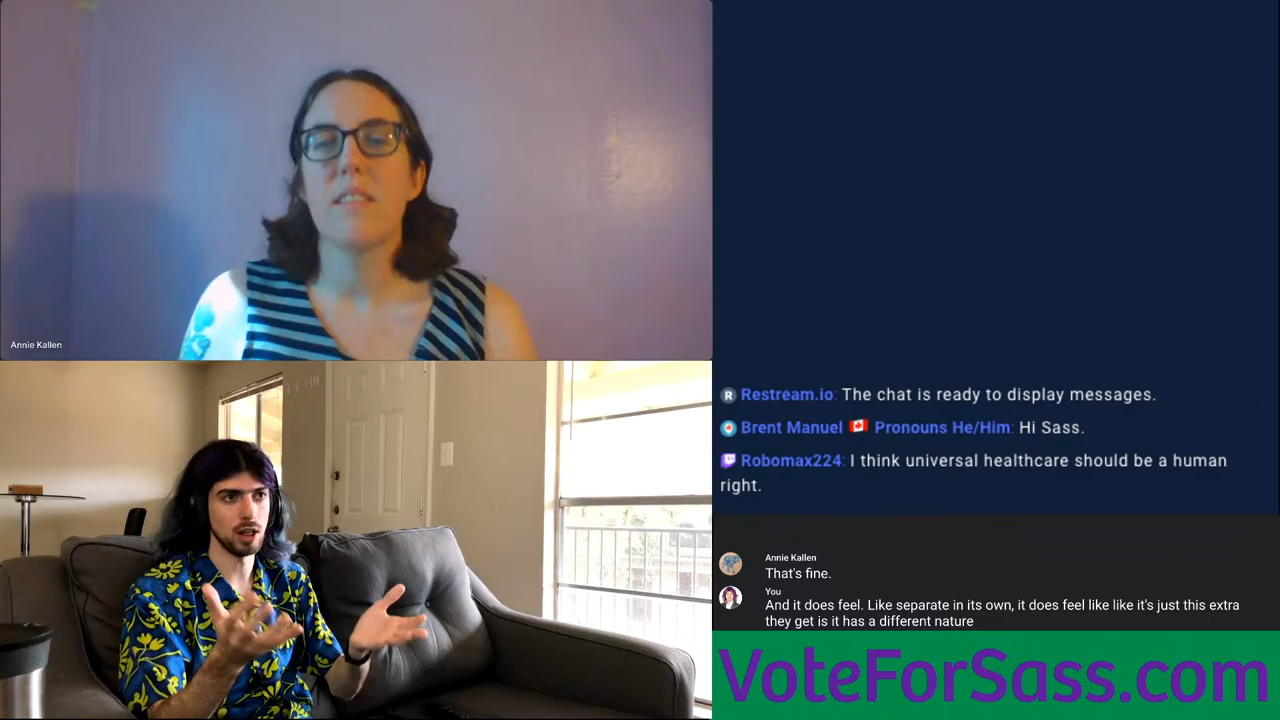 Annie Kallen
Restream.io: The chat is ready to display messages.
Brent Manuel 🇨🇦 Pronouns He/Him: Hi Sass.
Robomax224: I think universal healthcare should be a human
right.
Annie Kallen
That's fine.
You
And it does feel. Like separate in its own, it does feel like like it's just this extra
they get is it has a different nature
VoteForSass.com